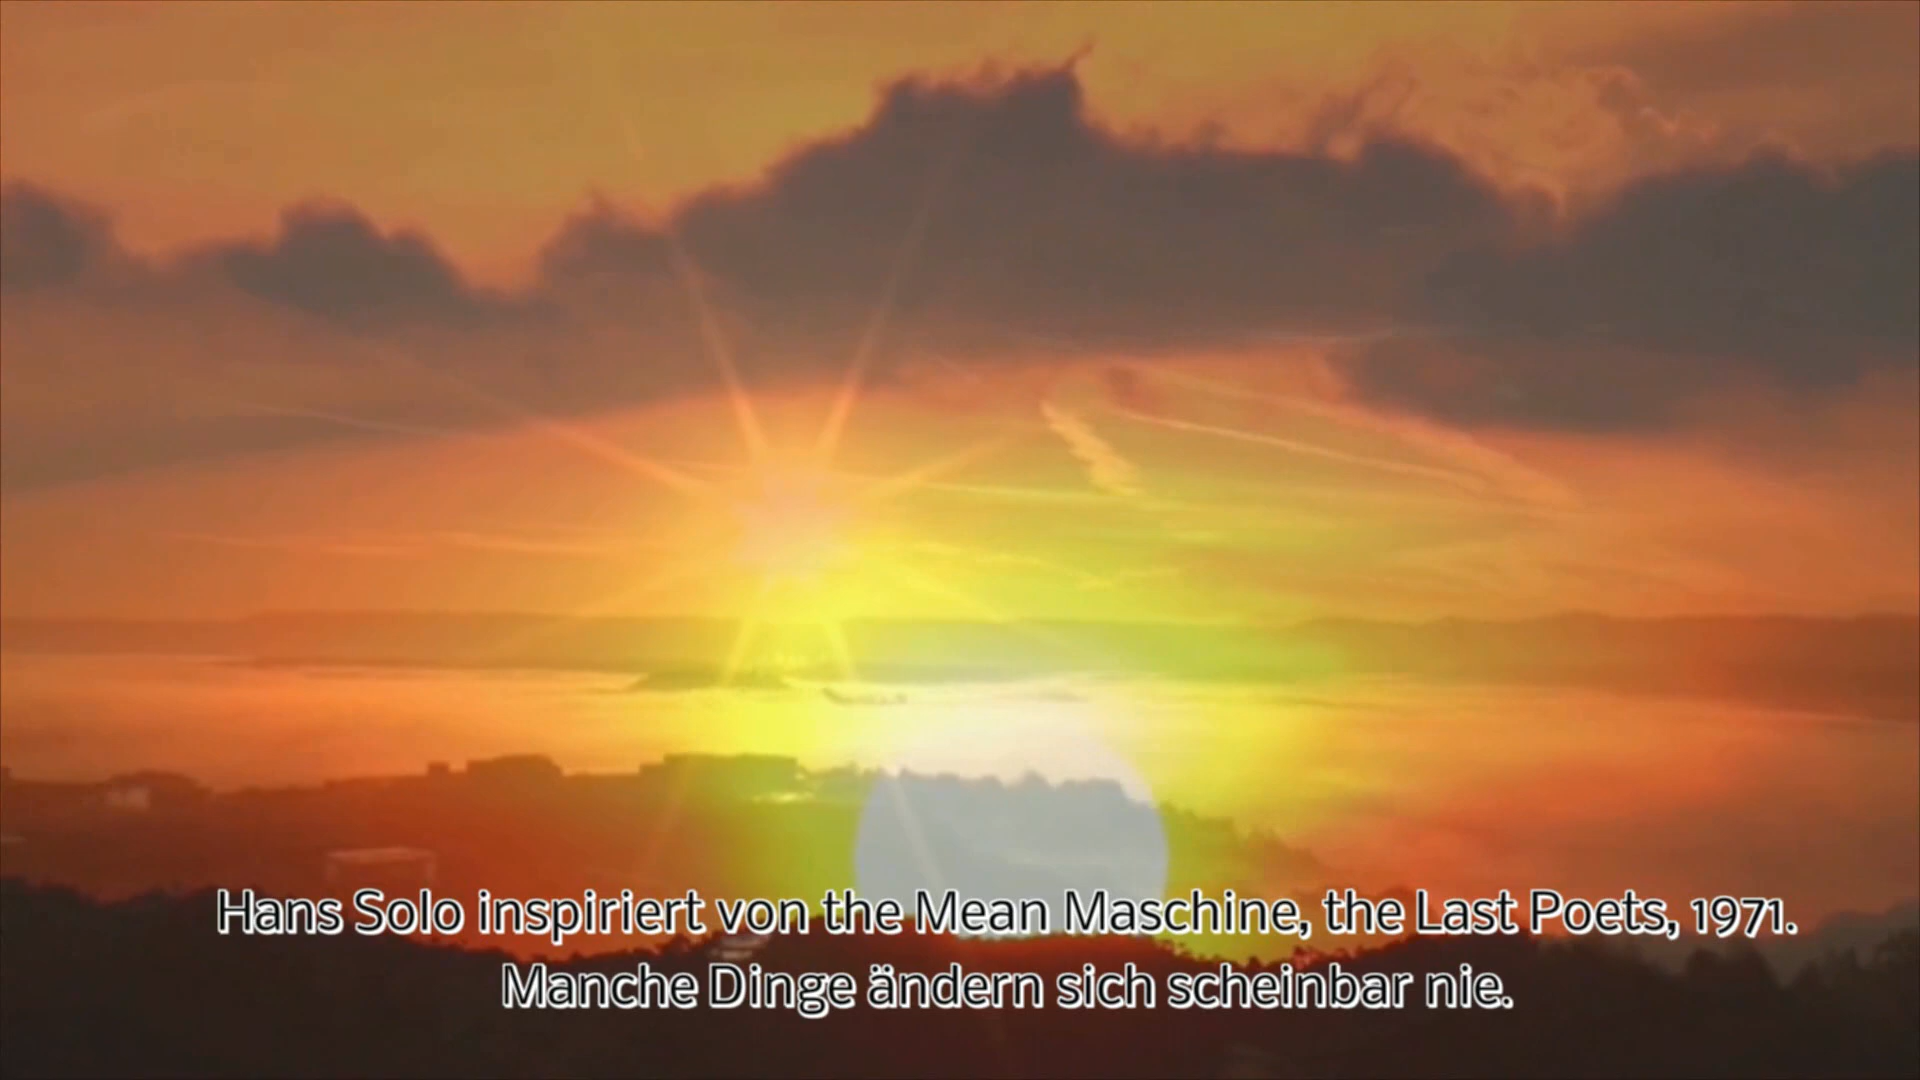 Hans Solo inspiriert von the Mean Maschine, the Last Poets, 1971.
Manche Dinge ändern sich scheinbar nie.